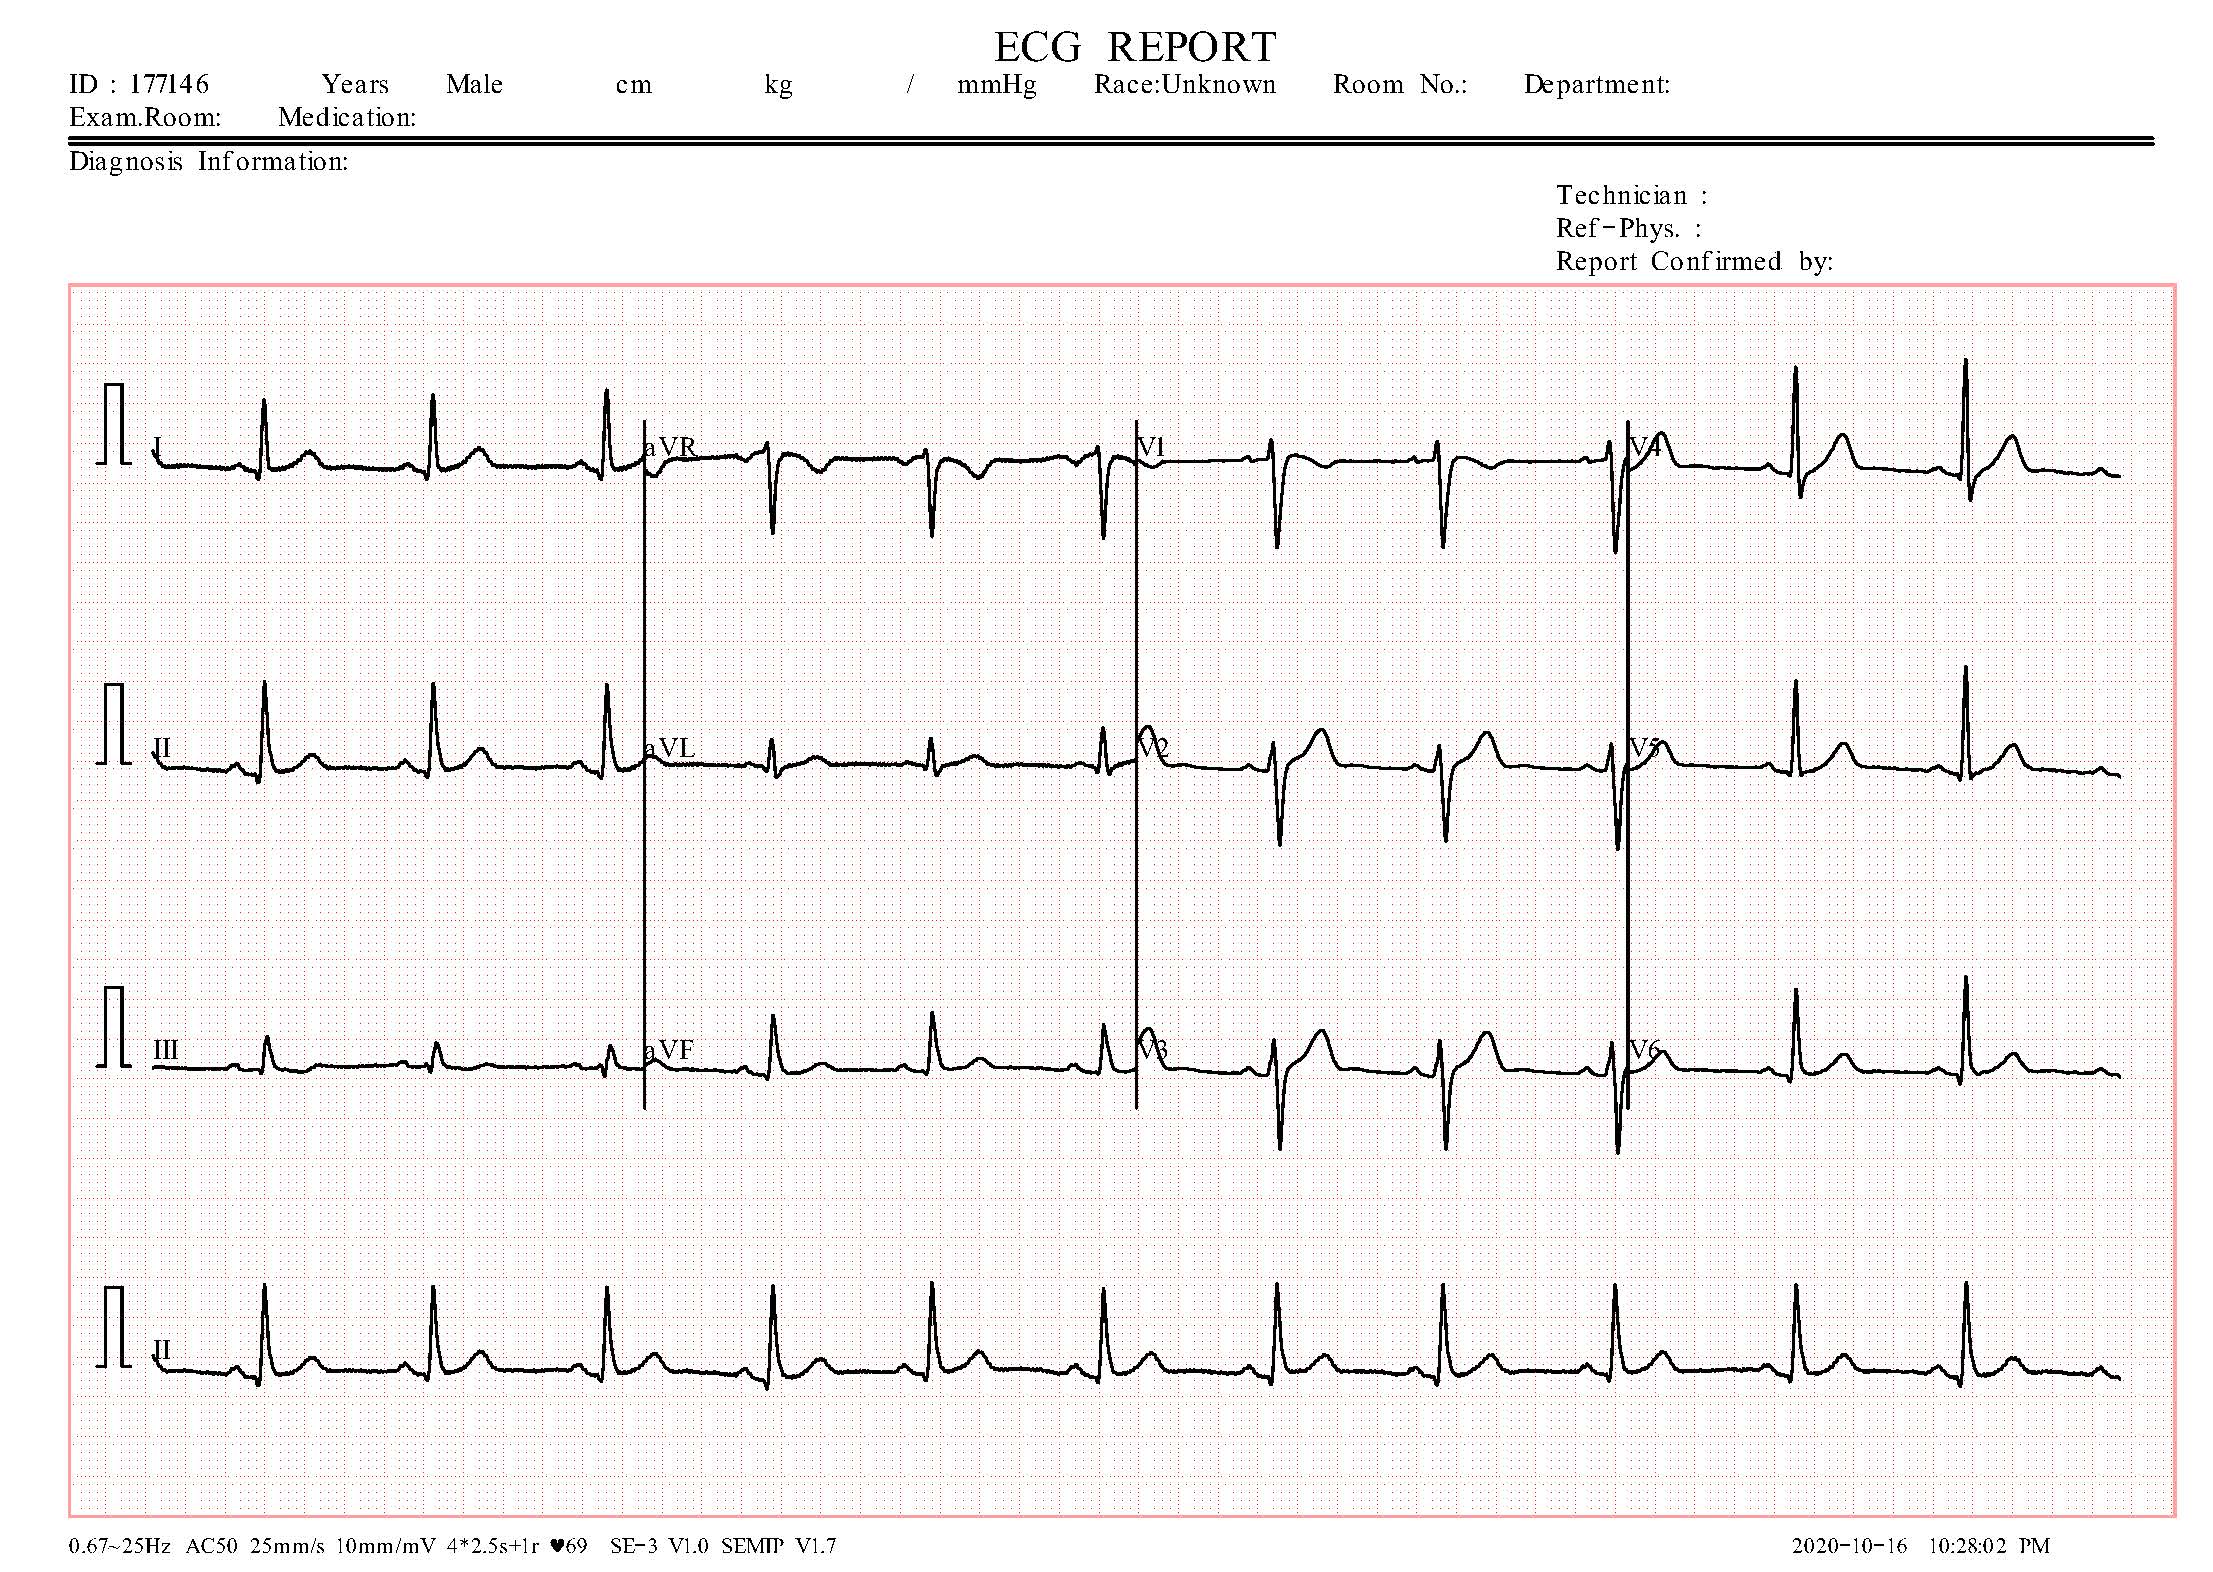 ECG REPORT
ID : 177146 Years Male cm kg / mmHg Race:Unknown Room No.: Department:
Exam.Room: Medication:
Diagnosis Information:
Technician :
Ref-Phys. :
Report Confirmed by:
I aVR V1 V4
II aVL V2 V5
III aVF V3 V6
II
0.67~25Hz AC50 25mm/s 10mm/mV 4*2.5s+1r ♥69 SE-3 V1.0 SEMIP V1.7 2020-10-16 10:28:02 PM